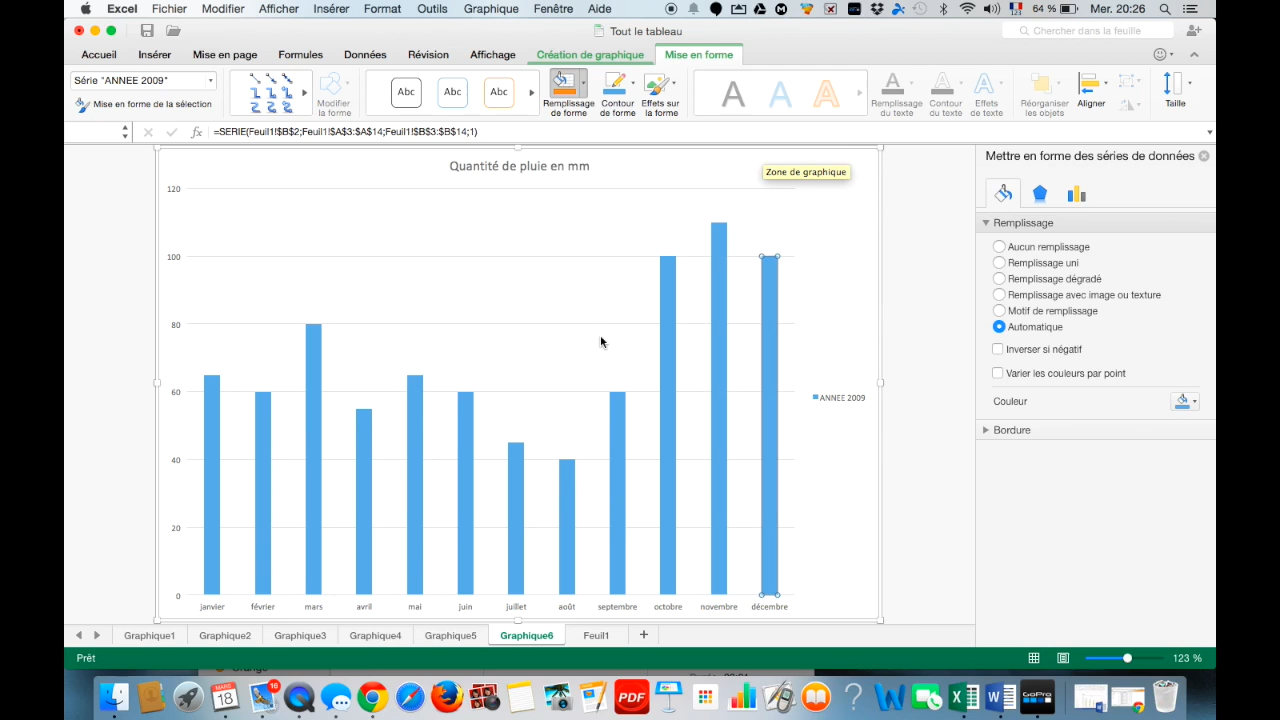 Excel Fichier Modifier Afficher Insérer Format Outils Graphique Fenêtre Aide 64 % Mer. 20:26
Tout le tableau
Chercher dans la feuille
Accueil Insérer Mise en page Formules Données Révision Affichage Création de graphique Mise en forme
Série "ANNEE 2009"
Mise en forme de la sélection
Modifier
la forme
Abc Abc Abc
Remplissage
de forme
Contour
de forme
Effets sur
la forme
A A A
Remplissage
du texte
Contour
du texte
Effets
de texte
Réorganiser
les objets
Aligner
Taille
fx =SERIE(Feuil1!$B$2;Feuil1!$A$3:$A$14;Feuil1!$B$3:$B$14;1)
Quantité de pluie en mm
Zone de graphique
120
100
80
60
40
20
0
janvier février mars avril mai juin juillet août septembre octobre novembre décembre
ANNEE 2009
Mettre en forme des séries de données
Remplissage
Aucun remplissage
Remplissage uni
Remplissage dégradé
Remplissage avec image ou texture
Motif de remplissage
Automatique
Inverser si négatif
Varier les couleurs par point
Couleur
Bordure
Graphique1 Graphique2 Graphique3 Graphique4 Graphique5 Graphique6 Feuil1 +
Prêt
123 %
MARS
18
16
PDF
GoPro